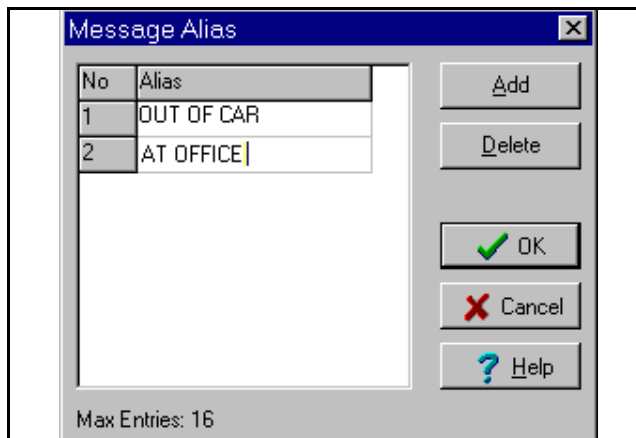 Message Alias
No Alias
1 OUT OF CAR
2 AT OFFICE
Add
Delete
OK
Cancel
? Help
Max Entries: 16